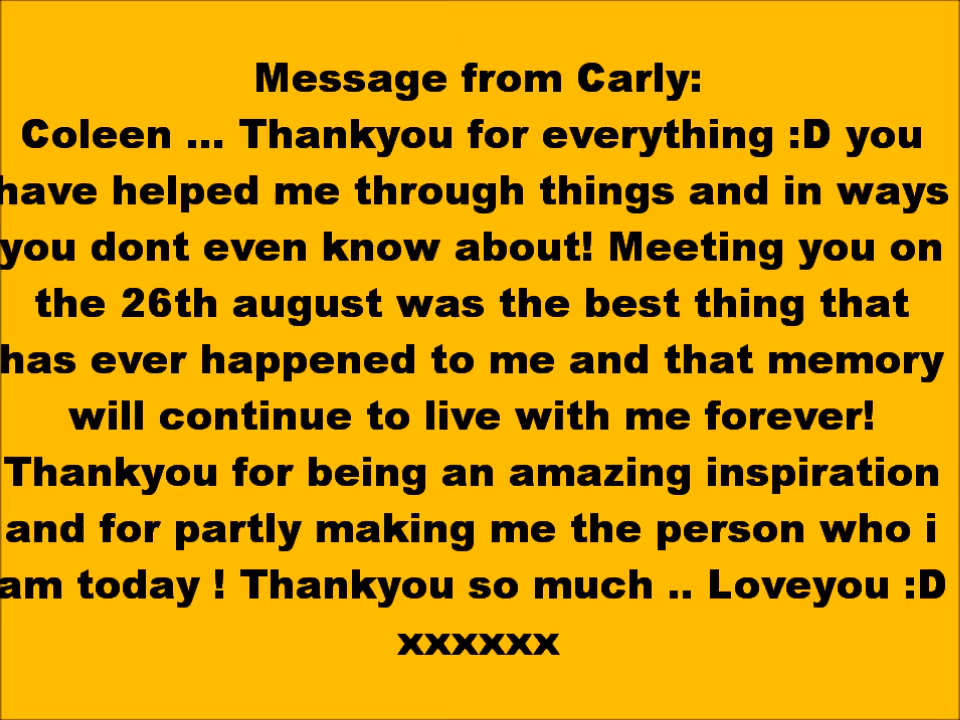 Message from Carly:
Coleen ... Thankyou for everything :D you
have helped me through things and in ways
you dont even know about! Meeting you on
the 26th august was the best thing that
has ever happened to me and that memory
will continue to live with me forever!
Thankyou for being an amazing inspiration
and for partly making me the person who i
am today ! Thankyou so much .. Loveyou :D
xxxxxx